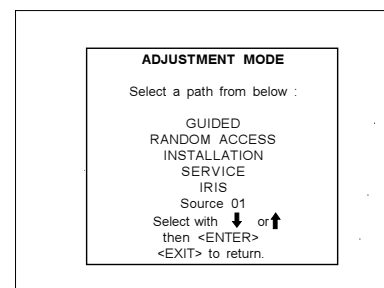 ADJUSTMENT MODE
Select a path from below :
GUIDED
RANDOM ACCESS
INSTALLATION
SERVICE
IRIS
Source 01
Select with ⬇ or ⬆
then <ENTER>
<EXIT> to return.